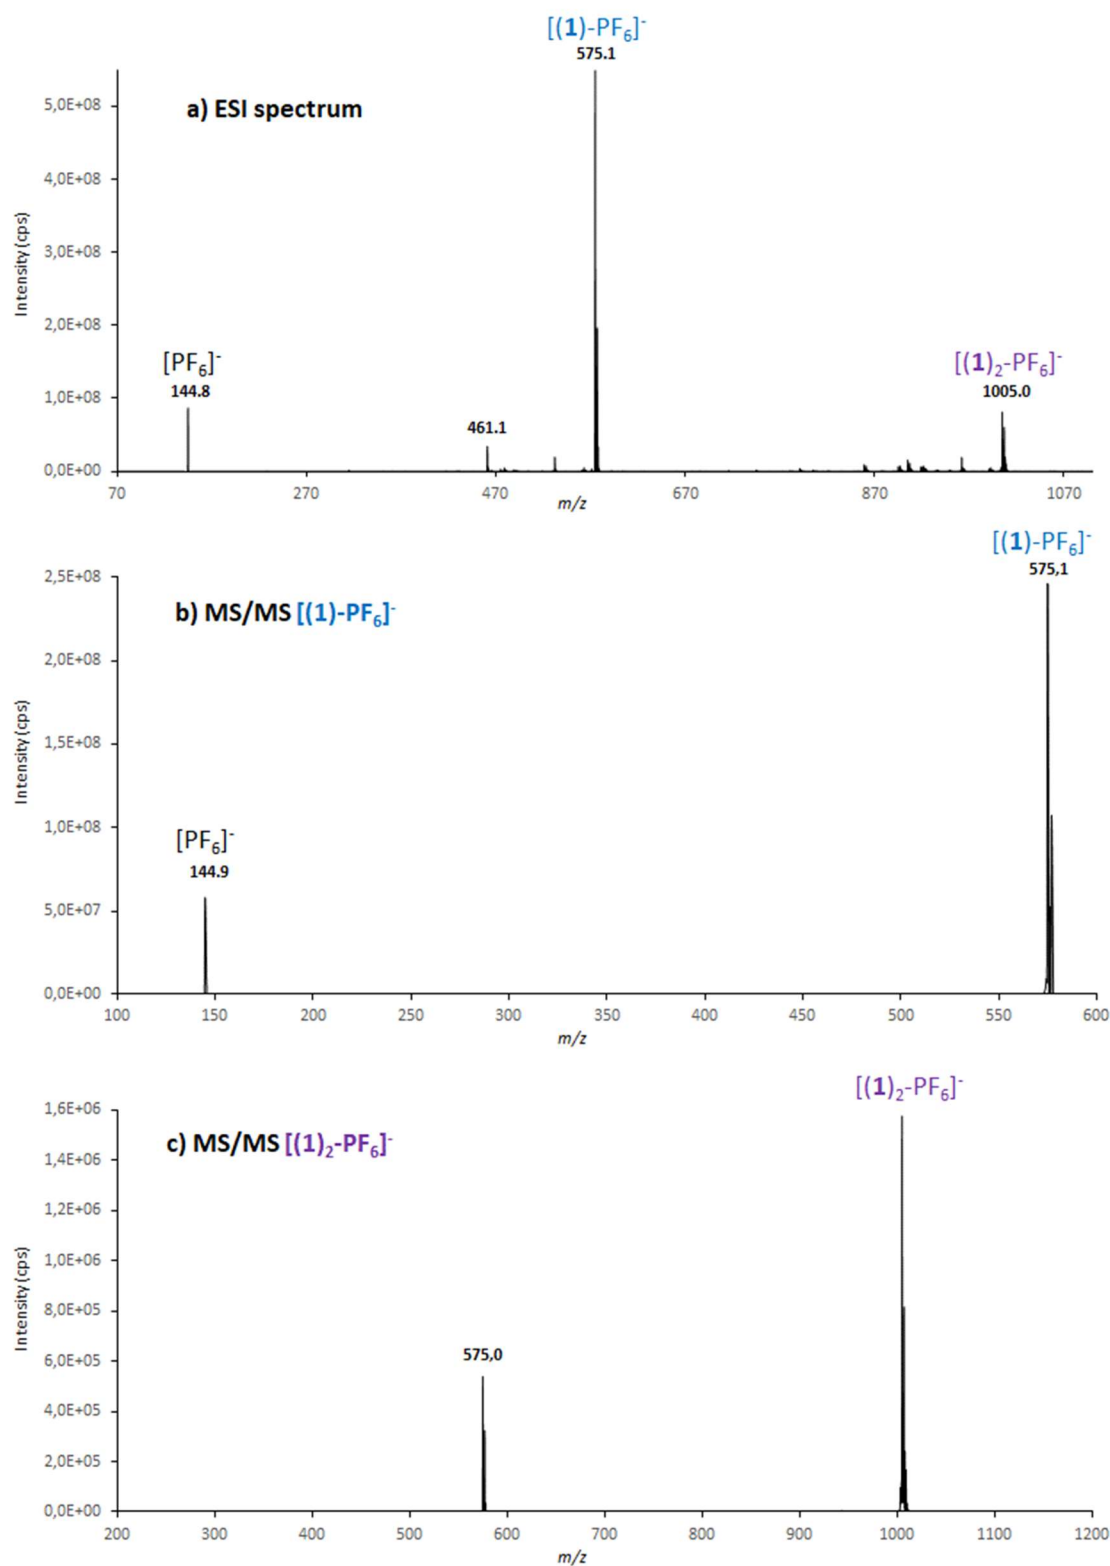 [(1)-PF₆]⁻
575.1
a) ESI spectrum
5,0E+08
4,0E+08
3,0E+08
2,0E+08
1,0E+08
0,0E+00
Intensity (cps)
[PF₆]⁻
144.8
461.1
[(1)₂-PF₆]⁻
1005.0
70 270 470 670 870 1070
m/z
[(1)-PF₆]⁻
575,1
b) MS/MS [(1)-PF₆]⁻
2,5E+08
2,0E+08
1,5E+08
1,0E+08
5,0E+07
0,0E+00
Intensity (cps)
[PF₆]⁻
144.9
100 150 200 250 300 350 400 450 500 550 600
m/z
[(1)₂-PF₆]⁻
c) MS/MS [(1)₂-PF₆]⁻
1,6E+06
1,4E+06
1,2E+06
1,0E+06
8,0E+05
6,0E+05
4,0E+05
2,0E+05
0,0E+00
Intensity (cps)
575,0
200 300 400 500 600 700 800 900 1000 1100 1200
m/z